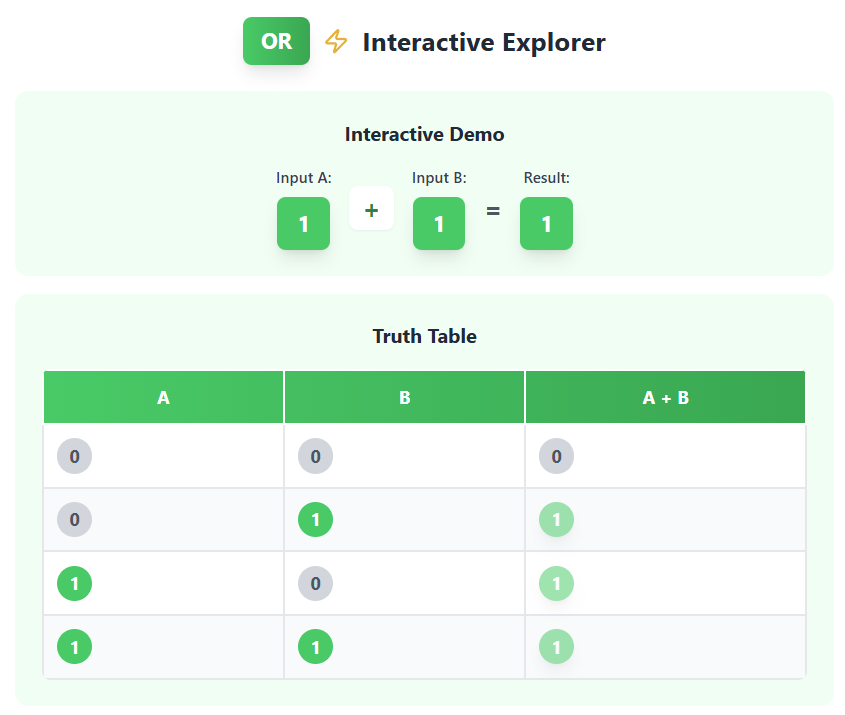 OR Interactive Explorer
Interactive Demo
Input A: Input B: Result:
1 + 1 = 1
Truth Table
A B A + B
0 0 0
0 1 1
1 0 1
1 1 1